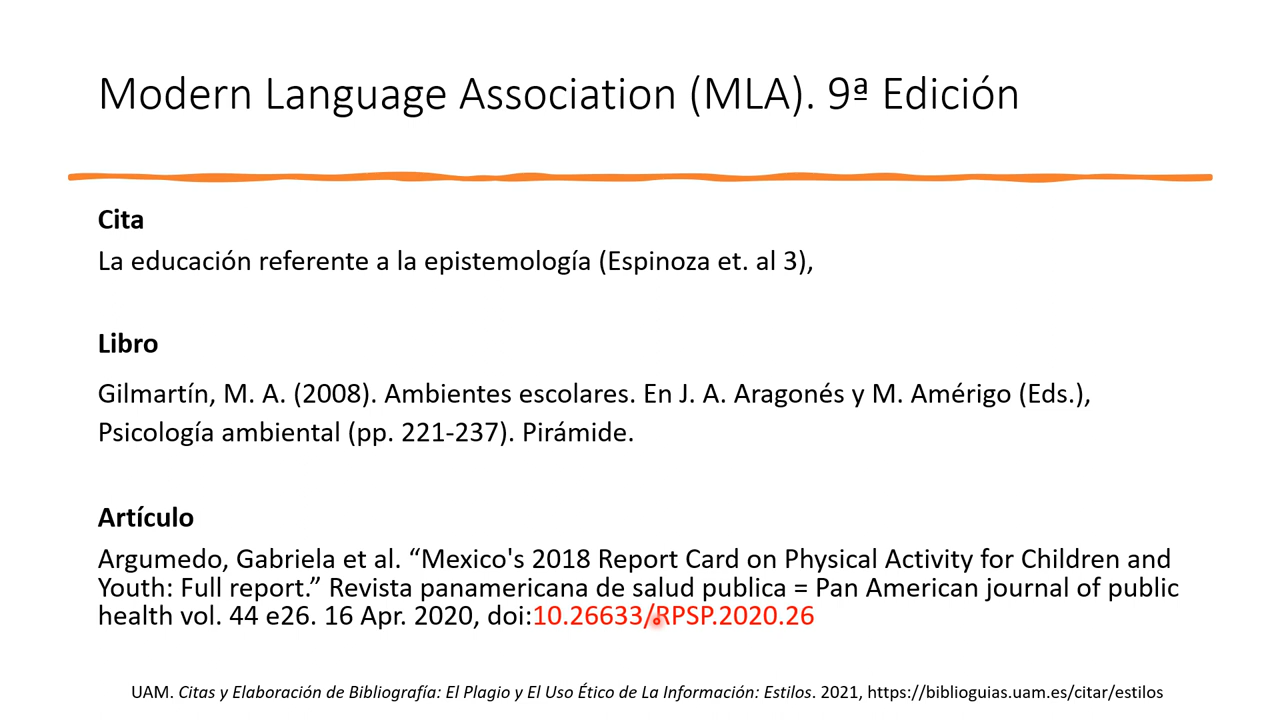 Modern Language Association (MLA). 9ª Edición
Cita
La educación referente a la epistemología (Espinoza et. al 3),
Libro
Gilmartín, M. A. (2008). Ambientes escolares. En J. A. Aragonés y M. Amérigo (Eds.),
Psicología ambiental (pp. 221-237). Pirámide.
Artículo
Argumedo, Gabriela et al. “Mexico's 2018 Report Card on Physical Activity for Children and
Youth: Full report.” Revista panamericana de salud publica = Pan American journal of public
health vol. 44 e26. 16 Apr. 2020, doi:10.26633/RPSP.2020.26
UAM. Citas y Elaboración de Bibliografía: El Plagio y El Uso Ético de La Información: Estilos. 2021, https://biblioguias.uam.es/citar/estilos